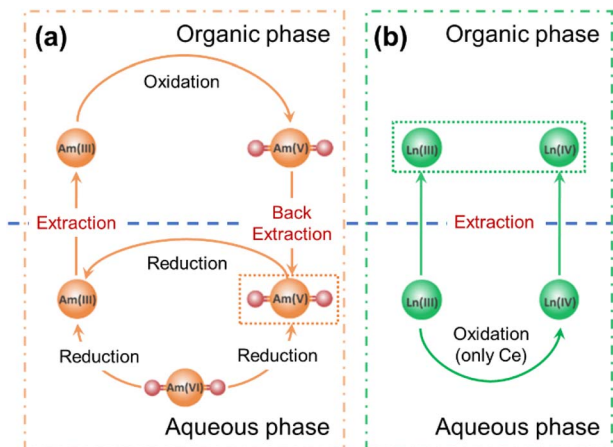 (a)
Organic phase
Oxidation
Am(III)
Am(V)
Extraction
Back
Extraction
Reduction
Am(III)
Am(V)
Reduction
Reduction
Am(VI)
Aqueous phase
(b)
Organic phase
Ln(III)
Ln(IV)
Extraction
Ln(III)
Ln(IV)
Oxidation
(only Ce)
Aqueous phase